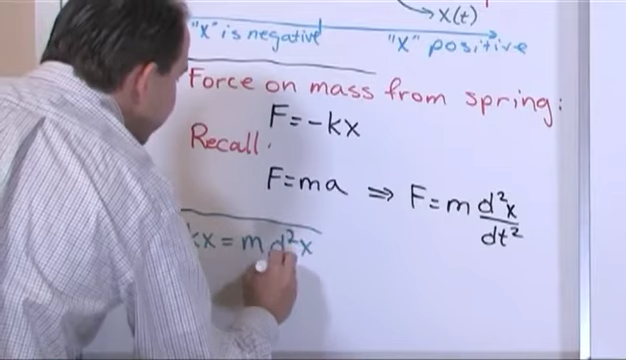 x(t)
"x" is negative "x" positive
Force on mass from spring:
F=-kx
Recall.
F=ma ⇒ F=m d²x
dt²
kx = m d²x